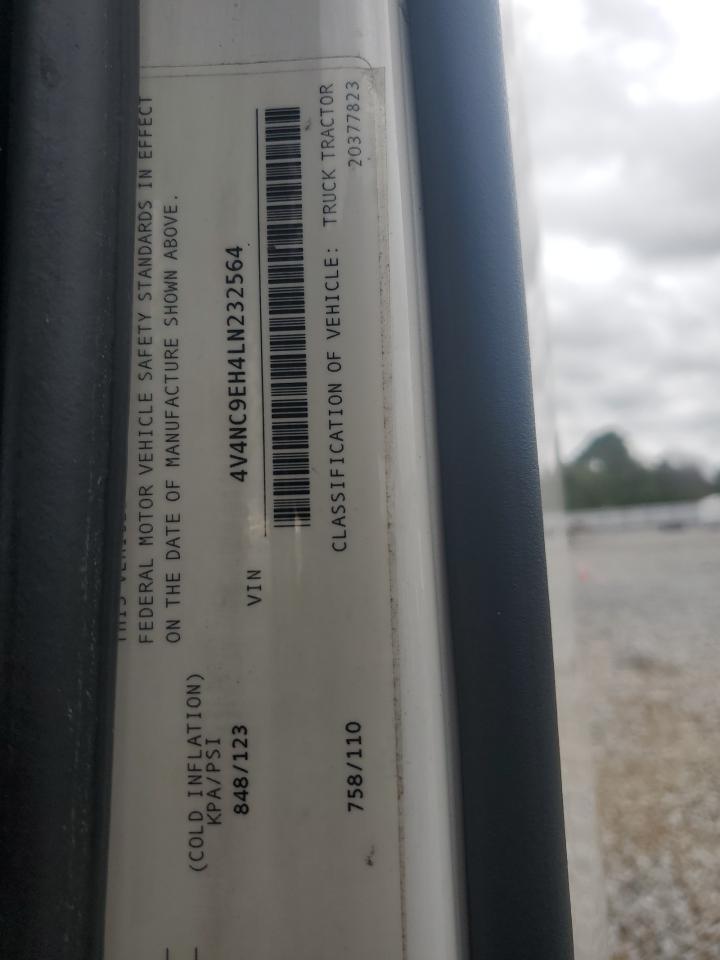 FEDERAL MOTOR VEHICLE SAFETY STANDARDS IN EFFECT
ON THE DATE OF MANUFACTURE SHOWN ABOVE.
(COLD INFLATION)
KPA/PSI
848/123
4V4NC9EH4LN232564
VIN
758/110
CLASSIFICATION OF VEHICLE: TRUCK TRACTOR
20377823